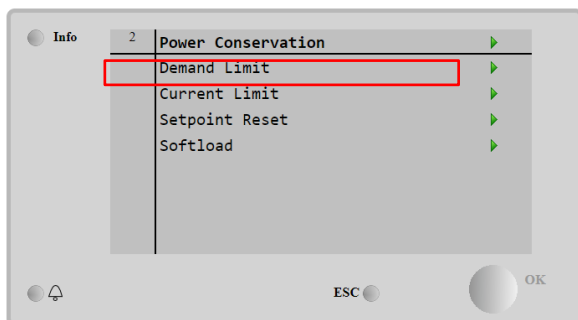 Info
2 Power Conservation
Demand Limit
Current Limit
Setpoint Reset
Softload
ESC
OK